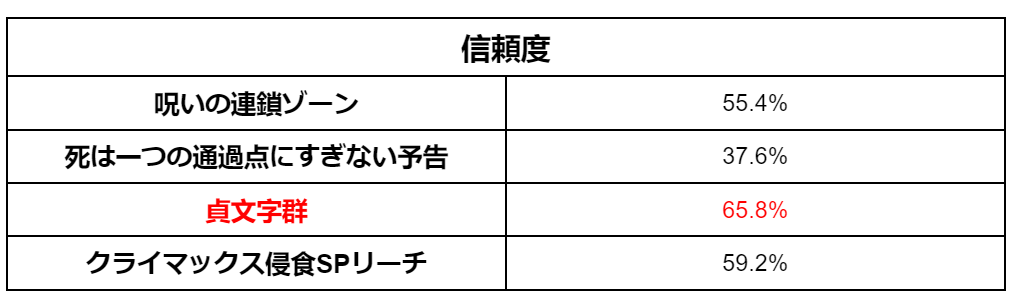 信頼度
呪いの連鎖ゾーン 55.4%
死は一つの通過点にすぎない予告 37.6%
貞文字群 65.8%
クライマックス侵食SPリーチ 59.2%